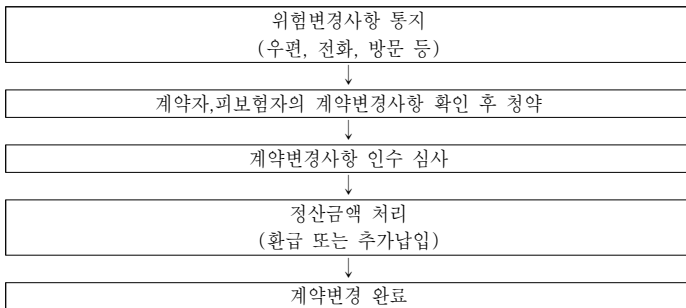 위험변경사항 통지
(우편, 전화, 방문 등)
↓
계약자,피보험자의 계약변경사항 확인 후 청약
↓
계약변경사항 인수 심사
↓
정산금액 처리
(환급 또는 추가납입)
↓
계약변경 완료